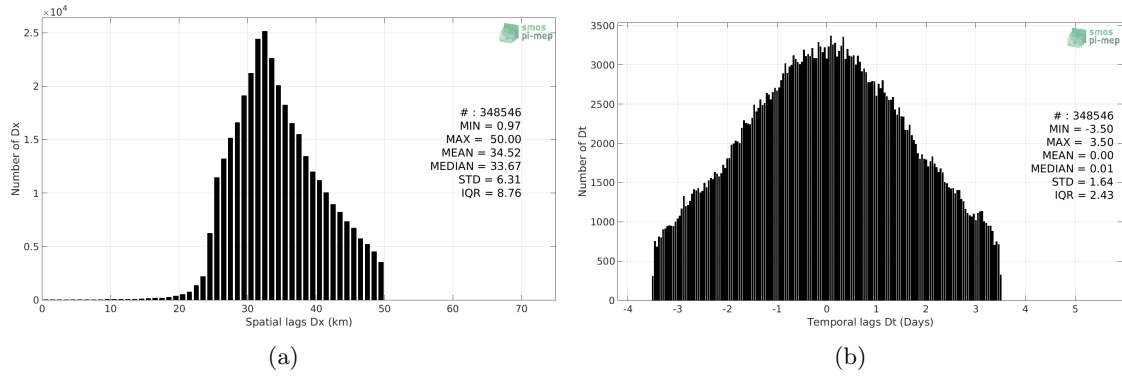 ×10⁴
2.5
2
1.5
1
0.5
0
Number of Dx
0 10 20 30 40 50 60 70
Spatial lags Dx (km)
smos
pi-mep
# : 348546
MIN = 0.97
MAX = 50.00
MEAN = 34.52
MEDIAN = 33.67
STD = 6.31
IQR = 8.76
(a)
3500
3000
2500
2000
1500
1000
500
0
Number of Dt
-4 -3 -2 -1 0 1 2 3 4 5
Temporal lags Dt (Days)
smos
pi-mep
# : 348546
MIN = -3.50
MAX = 3.50
MEAN = 0.00
MEDIAN = 0.01
STD = 1.64
IQR = 2.43
(b)